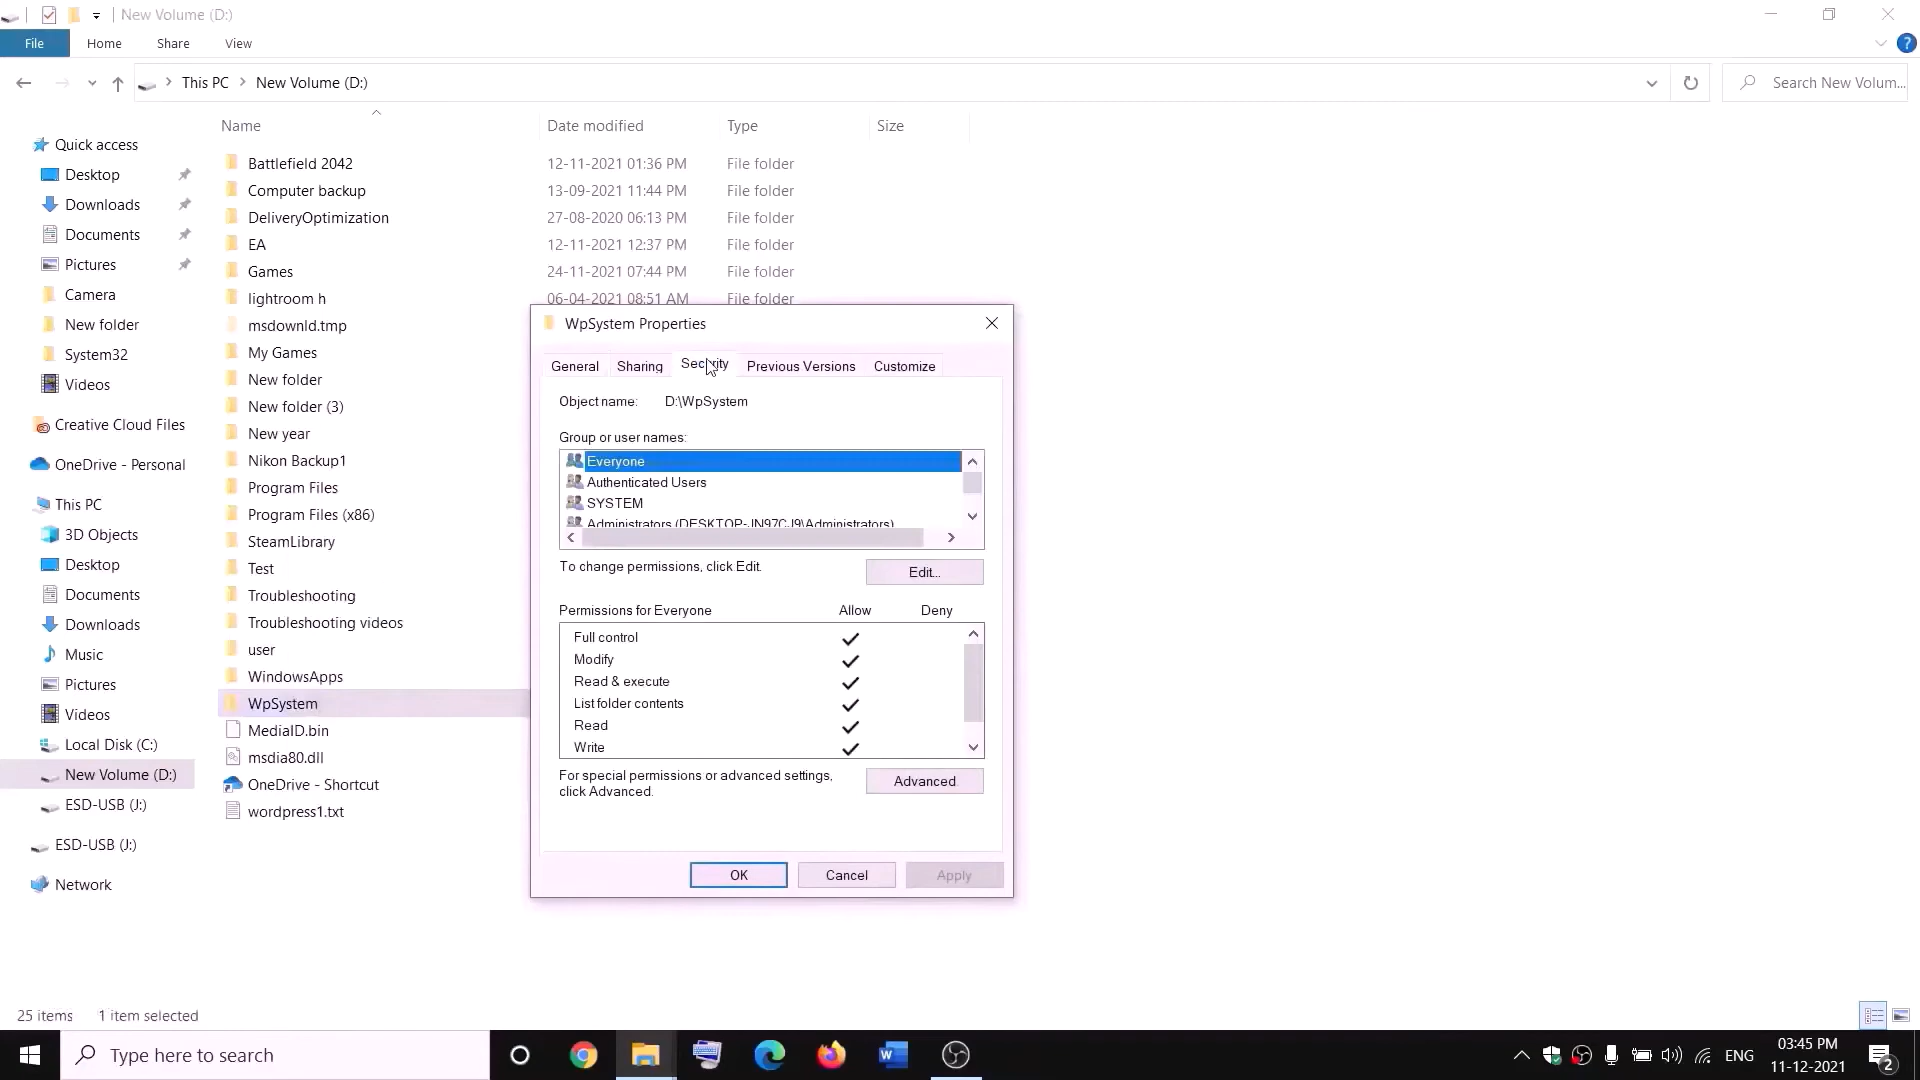 New Volume (D:)
File Home Share View
This PC New Volume (D:)
Search New Volum...
Name Date modified Type Size
Quick access
Desktop
Downloads
Documents
Pictures
Camera
New folder
System32
Videos
Creative Cloud Files
OneDrive - Personal
This PC
3D Objects
Desktop
Documents
Downloads
Music
Pictures
Videos
Local Disk (C:)
New Volume (D:)
ESD-USB (J:)
ESD-USB (J:)
Network
Battlefield 2042 12-11-2021 01:36 PM File folder
Computer backup 13-09-2021 11:44 PM File folder
DeliveryOptimization 27-08-2020 06:13 PM File folder
EA 12-11-2021 12:37 PM File folder
Games 24-11-2021 07:44 PM File folder
lightroom h 06-04-2021 08:51 AM File folder
msdownld.tmp
My Games
New folder
New folder (3)
New year
Nikon Backup1
Program Files
Program Files (x86)
SteamLibrary
Test
Troubleshooting
Troubleshooting videos
user
WindowsApps
WpSystem
MediaID.bin
msdia80.dll
OneDrive - Shortcut
wordpress1.txt
WpSystem Properties
General Sharing Security Previous Versions Customize
Object name: D:\WpSystem
Group or user names:
Everyone
Authenticated Users
SYSTEM
Administrators (DESKTOP-JN97CJ9\Administrators)
To change permissions, click Edit.
Edit...
Permissions for Everyone Allow Deny
Full control
Modify
Read & execute
List folder contents
Read
Write
For special permissions or advanced settings,
click Advanced.
Advanced
OK Cancel Apply
25 items 1 item selected
Type here to search
ENG
03:45 PM
11-12-2021
2